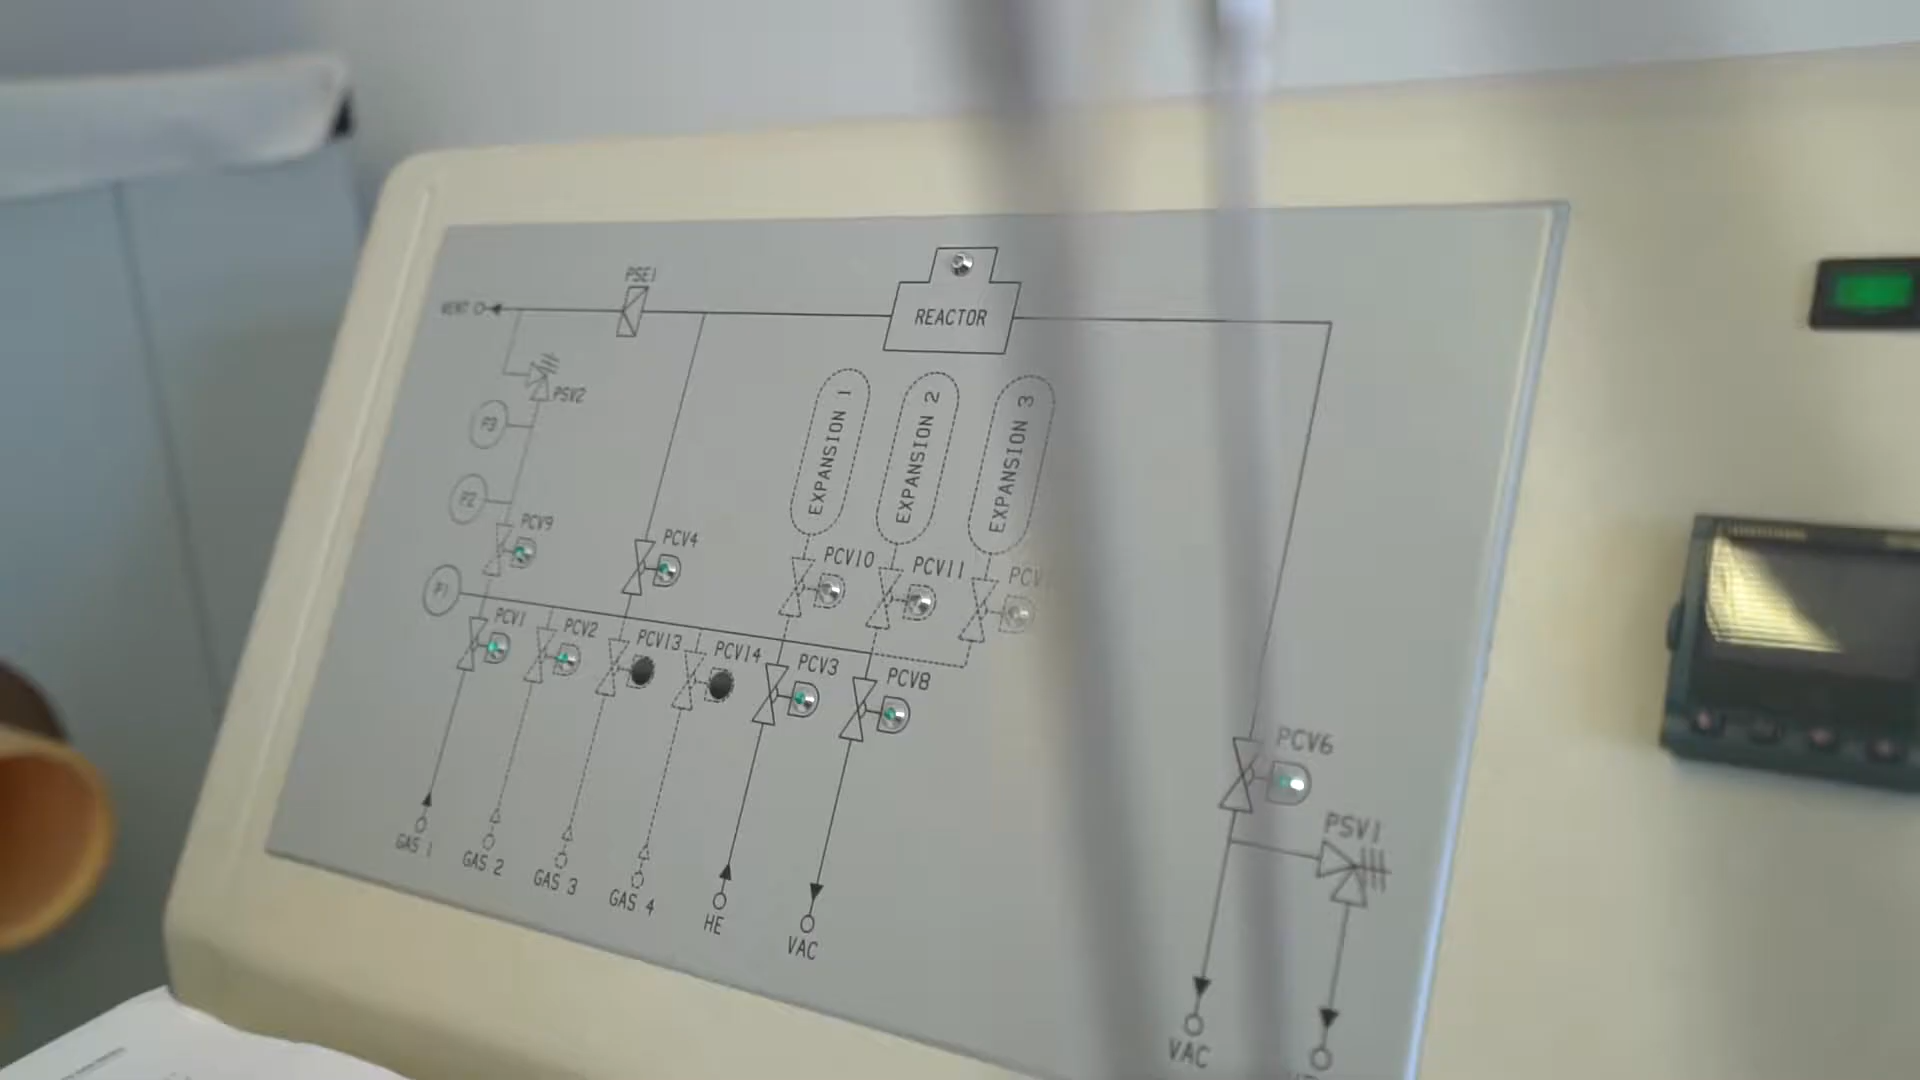 PSE1
VENT
REACTOR
PSV2
P3
EXPANSION 1
EXPANSION 2
EXPANSION 3
P2
PCV9
PCV4
PCV10
PCV11
P1
PCV1
PCV2
PCV13
PCV14
PCV3
PCV8
PCV6
PSV1
GAS 1
GAS 2
GAS 3
GAS 4
HE
VAC
VAC